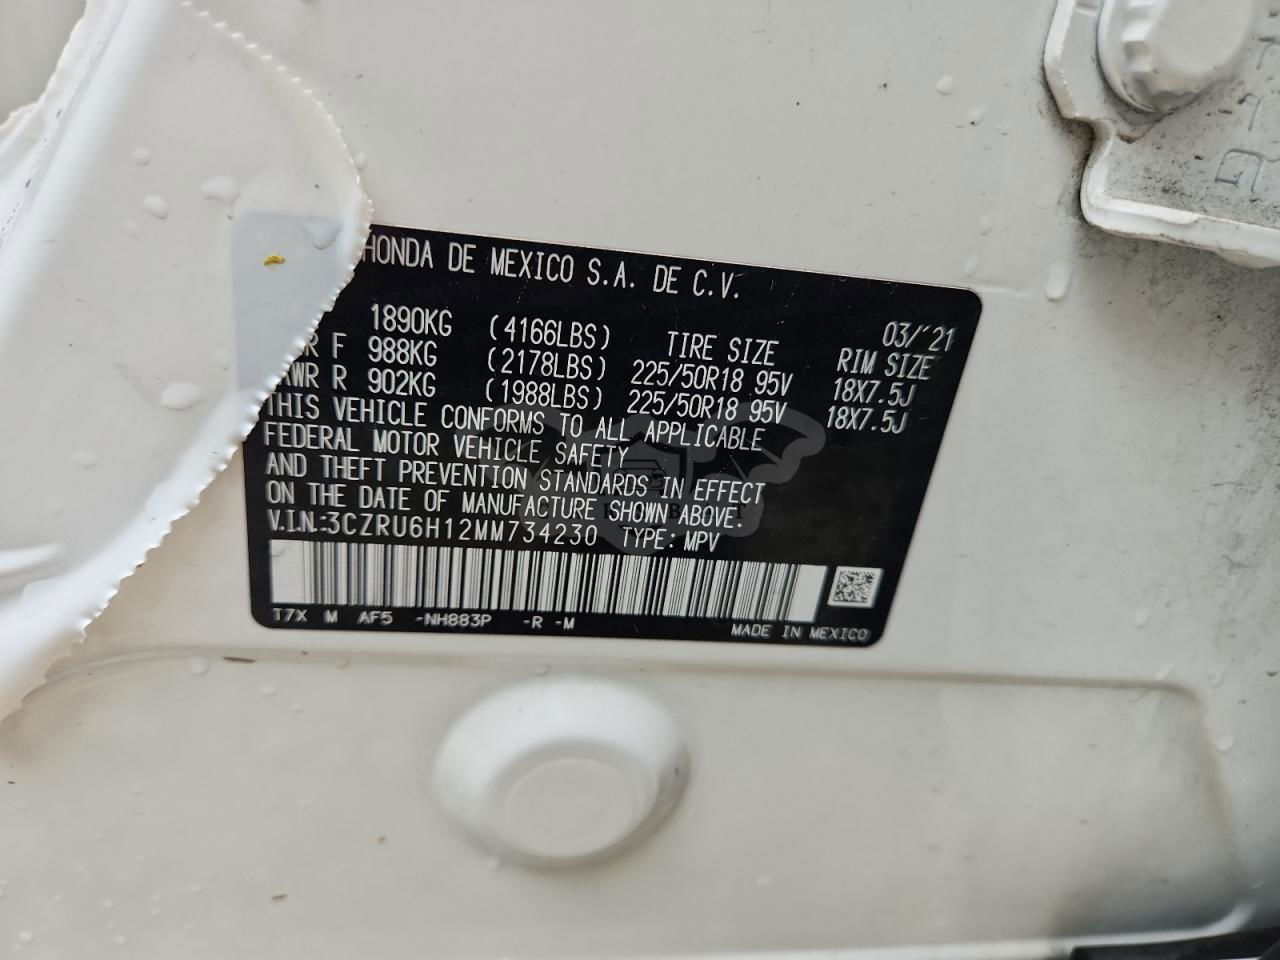 HONDA DE MEXICO S.A. DE C.V.
03/'21
1890KG (4166LBS) TIRE SIZE RIM SIZE
R F 988KG (2178LBS) 225/50R18 95V 18X7.5J
AWR R 902KG (1988LBS) 225/50R18 95V 18X7.5J
THIS VEHICLE CONFORMS TO ALL APPLICABLE
FEDERAL MOTOR VEHICLE SAFETY
AND THEFT PREVENTION STANDARDS IN EFFECT
ON THE DATE OF MANUFACTURE SHOWN ABOVE.
V.I.N.:3CZRU6H12MM734230 TYPE: MPV
T7X M AF5 -NH883P -R -M
MADE IN MEXICO